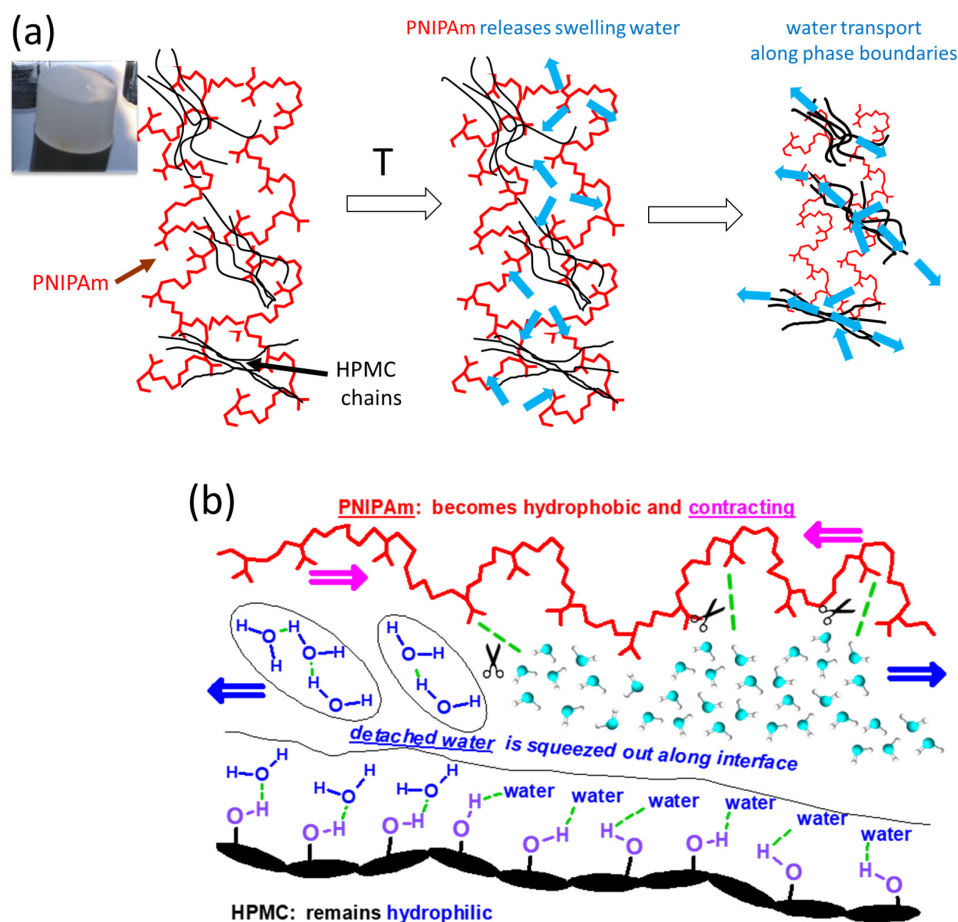 (a)
PNIPAm releases swelling water
water transport
along phase boundaries
T
PNIPAm
HPMC
chains
(b)
PNIPAm: becomes hydrophobic and contracting
H H
O
H O H
H O H
H
O H
H O H
detached water is squeezed out along interface
H O H
H O H
H O H
water
water
water
water
water
water
O H
O H
O H
H O
O H
H O
O H
H O
H O
HPMC: remains hydrophilic